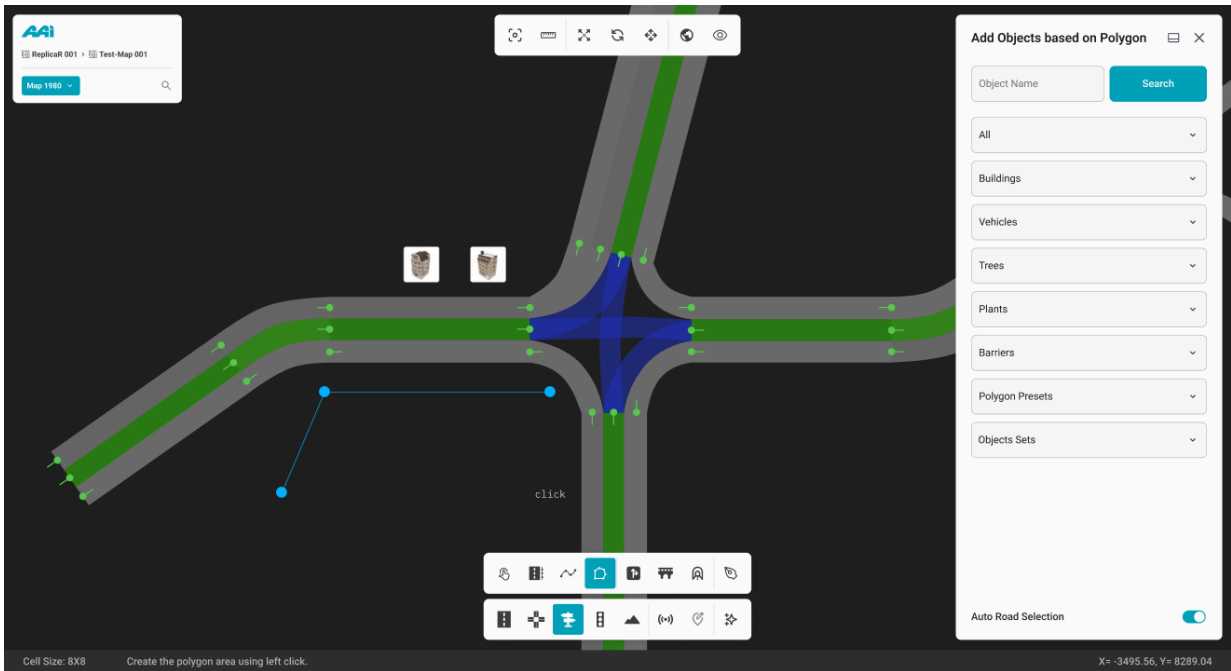 AAi
ReplicaR 001 > Test-Map 001
Map 1980
Add Objects based on Polygon
Object Name
Search
All
Buildings
Vehicles
Trees
Plants
Barriers
Polygon Presets
Objects Sets
click
Auto Road Selection
Cell Size: 8X8 Create the polygon area using left click. X= -3495.56, Y= 8289.04